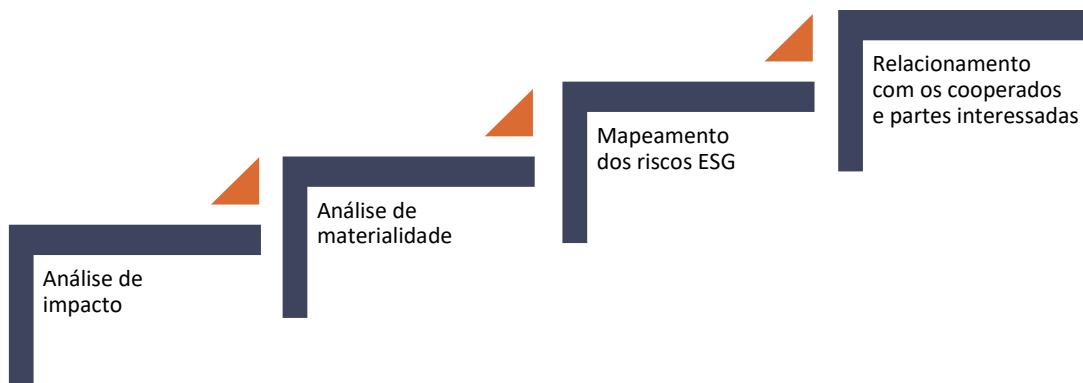 Análise de
impacto
Análise de
materialidade
Mapeamento
dos riscos ESG
Relacionamento
com os cooperados
e partes interessadas